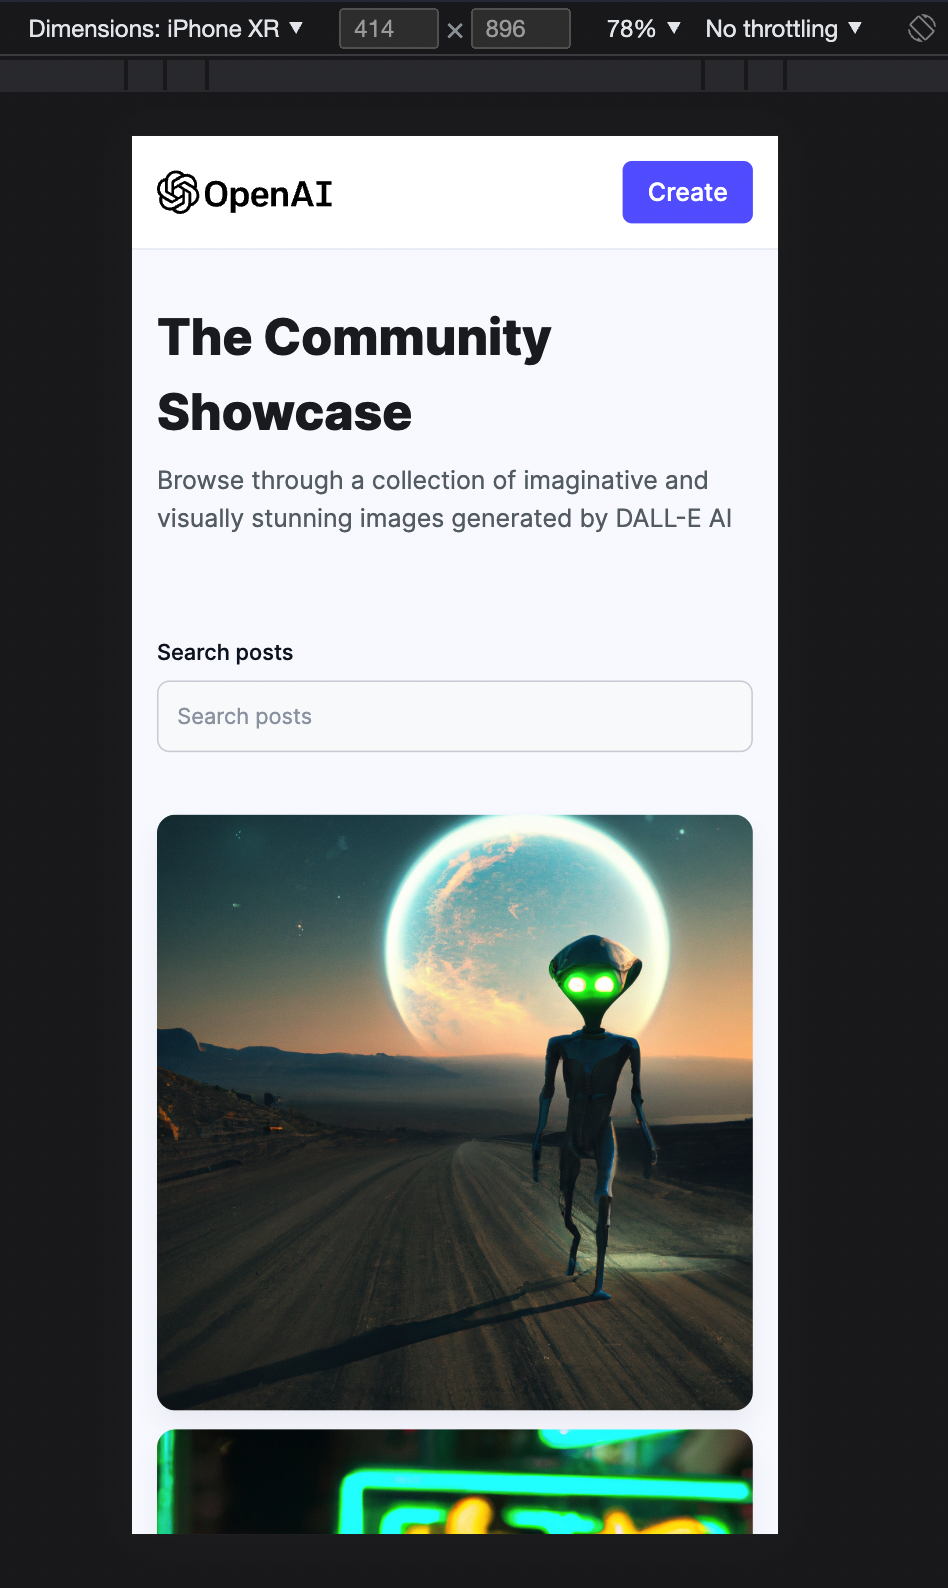 Dimensions: iPhone XR ▼ 414 × 896 78% ▼ No throttling ▼
OpenAI
Create
The Community
Showcase
Browse through a collection of imaginative and
visually stunning images generated by DALL-E AI
Search posts
Search posts